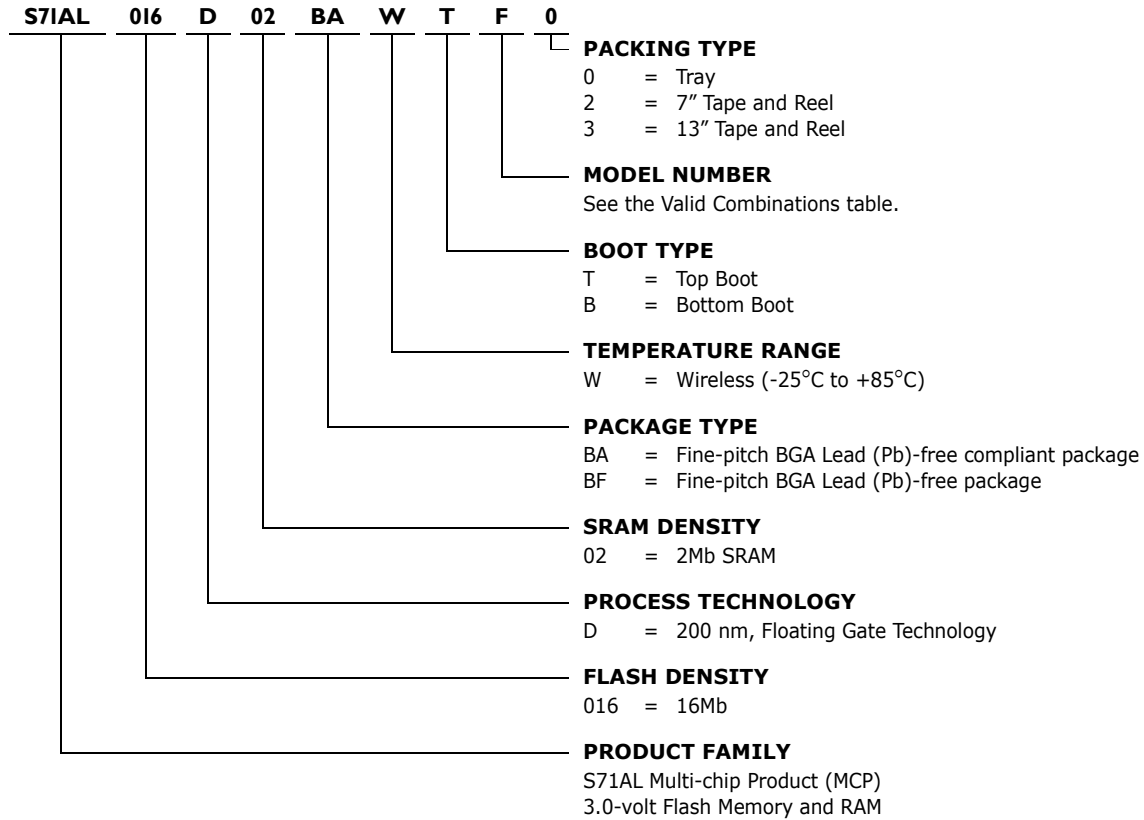 S71AL 016 D 02 BA W T F 0
PACKING TYPE
0 = Tray
2 = 7″ Tape and Reel
3 = 13″ Tape and Reel
MODEL NUMBER
See the Valid Combinations table.
BOOT TYPE
T = Top Boot
B = Bottom Boot
TEMPERATURE RANGE
W = Wireless (-25°C to +85°C)
PACKAGE TYPE
BA = Fine-pitch BGA Lead (Pb)-free compliant package
BF = Fine-pitch BGA Lead (Pb)-free package
SRAM DENSITY
02 = 2Mb SRAM
PROCESS TECHNOLOGY
D = 200 nm, Floating Gate Technology
FLASH DENSITY
016 = 16Mb
PRODUCT FAMILY
S71AL Multi-chip Product (MCP)
3.0-volt Flash Memory and RAM